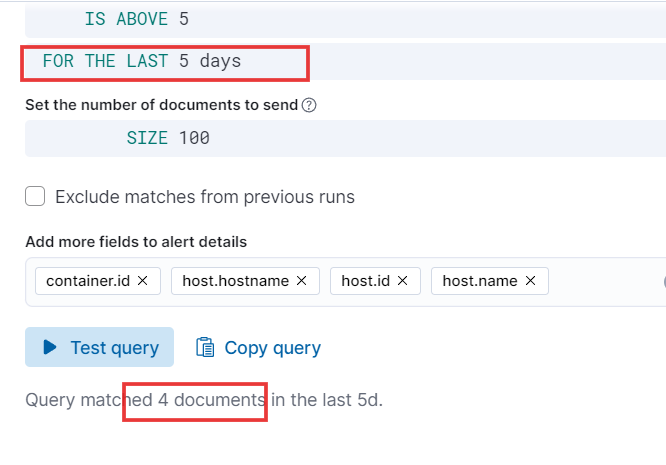 IS ABOVE 5
FOR THE LAST 5 days
Set the number of documents to send
SIZE 100
Exclude matches from previous runs
Add more fields to alert details
container.id × host.hostname × host.id × host.name ×
Test query Copy query
Query matched 4 documents in the last 5d.